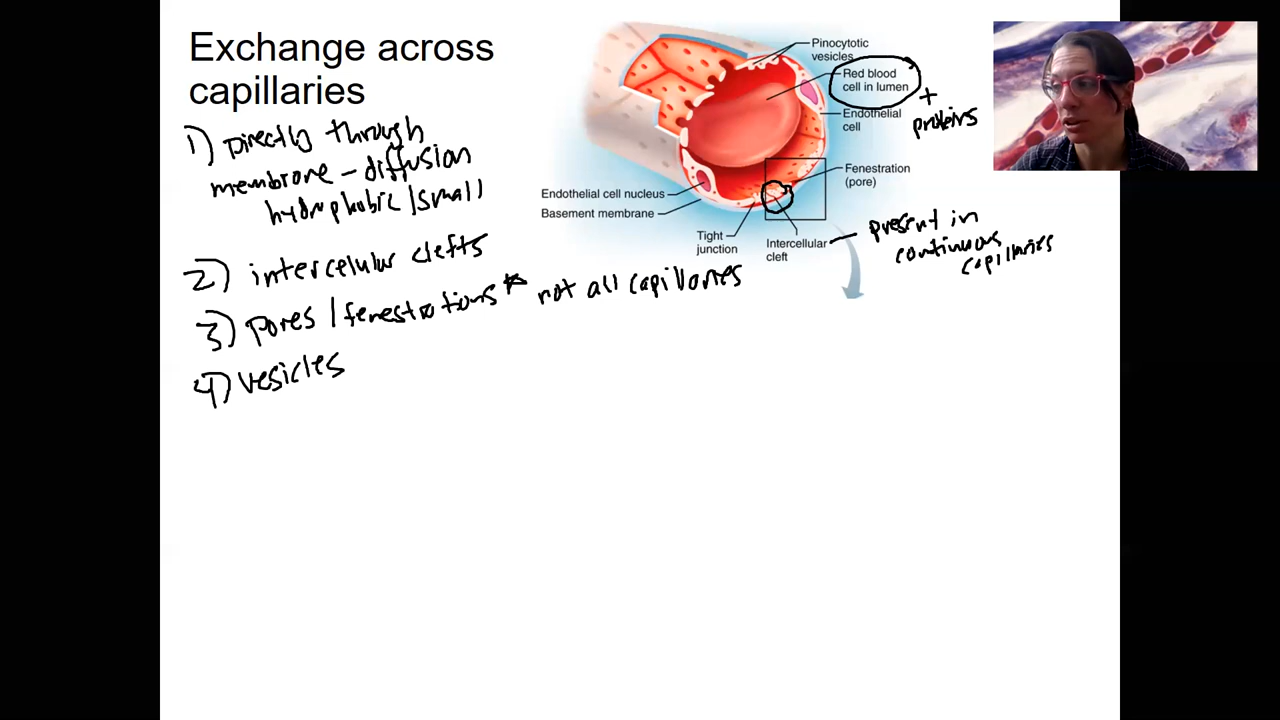 Exchange across
capillaries
1) Directly through
membrane - diffusion
hydrophobic/small
2) intercelular clefts
3) pores / fenestrations * not all capillaries
4) vesicles
Pinocytotic
vesicles
Red blood
cell in lumen
+
proteins
Endothelial
cell
Fenestration
(pore)
Endothelial cell nucleus
Basement membrane
Tight
junction
Intercellular
cleft
— present in
continuous
capillaries